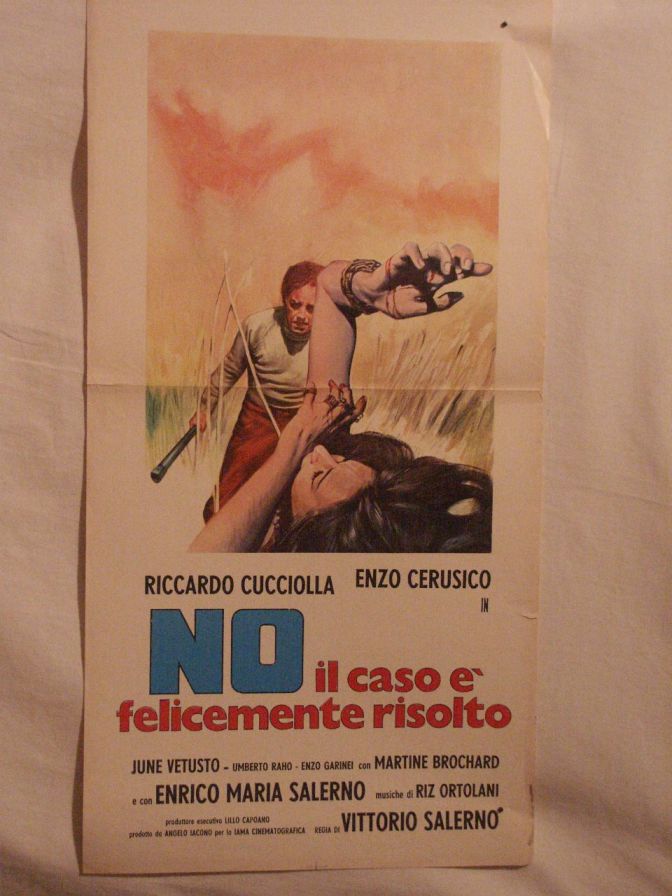 RICCARDO CUCCIOLLA ENZO CERUSICO
IN
NO il caso è
felicemente risolto
JUNE VETUSTO - UMBERTO RAHO - ENZO GARINEI con MARTINE BROCHARD
e con ENRICO MARIA SALERNO musiche di RIZ ORTOLANI
produttore esecutivo LILLO CAPOANO
prodotto da ANGELO IACONO per la IAMA CINEMATOGRAFICA REGIA DI VITTORIO SALERNO